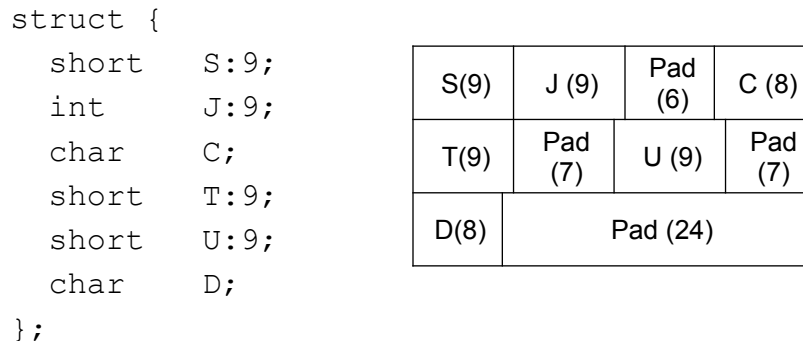 struct {
short S:9;
int J:9;
char C;
short T:9;
short U:9;
char D;
};
S(9) J (9) Pad (6) C (8)
T(9) Pad (7) U (9) Pad (7)
D(8) Pad (24)